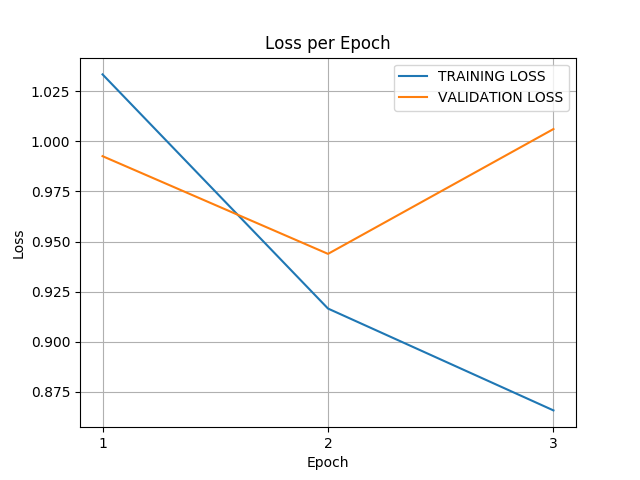 Loss per Epoch
TRAINING LOSS
VALIDATION LOSS
1.025
1.000
0.975
0.950
0.925
0.900
0.875
Loss
1 2 3
Epoch